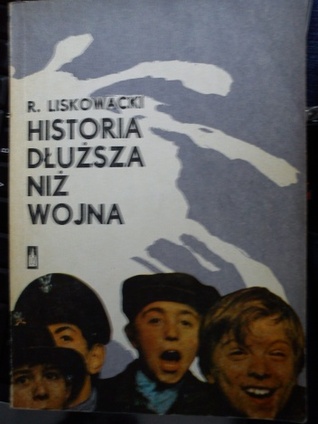 R. LISKOWACKI
HISTORIA
DŁUŻSZA
NIŻ
WOJNA